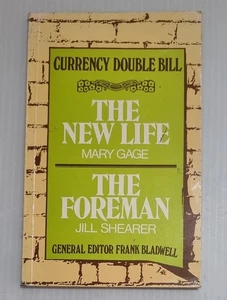 CURRENCY DOUBLE BILL
THE
NEW LIFE
MARY GAGE
THE
FOREMAN
JILL SHEARER
GENERAL EDITOR FRANK BLADWELL